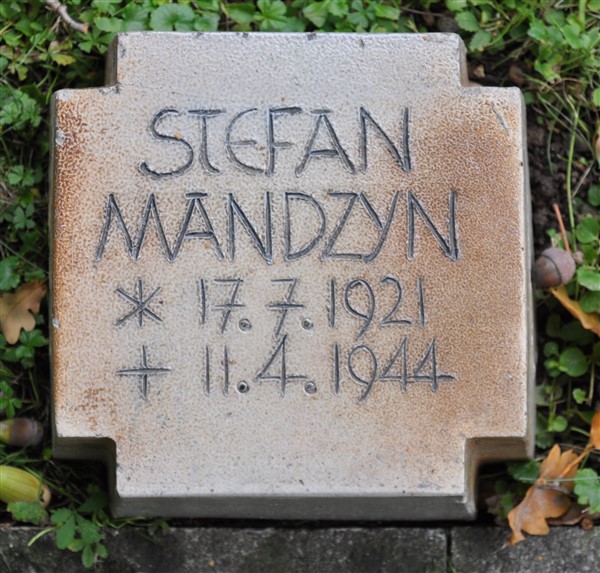 STEFAN
MANDZYN
* 17.7.1921
+ 11.4.1944